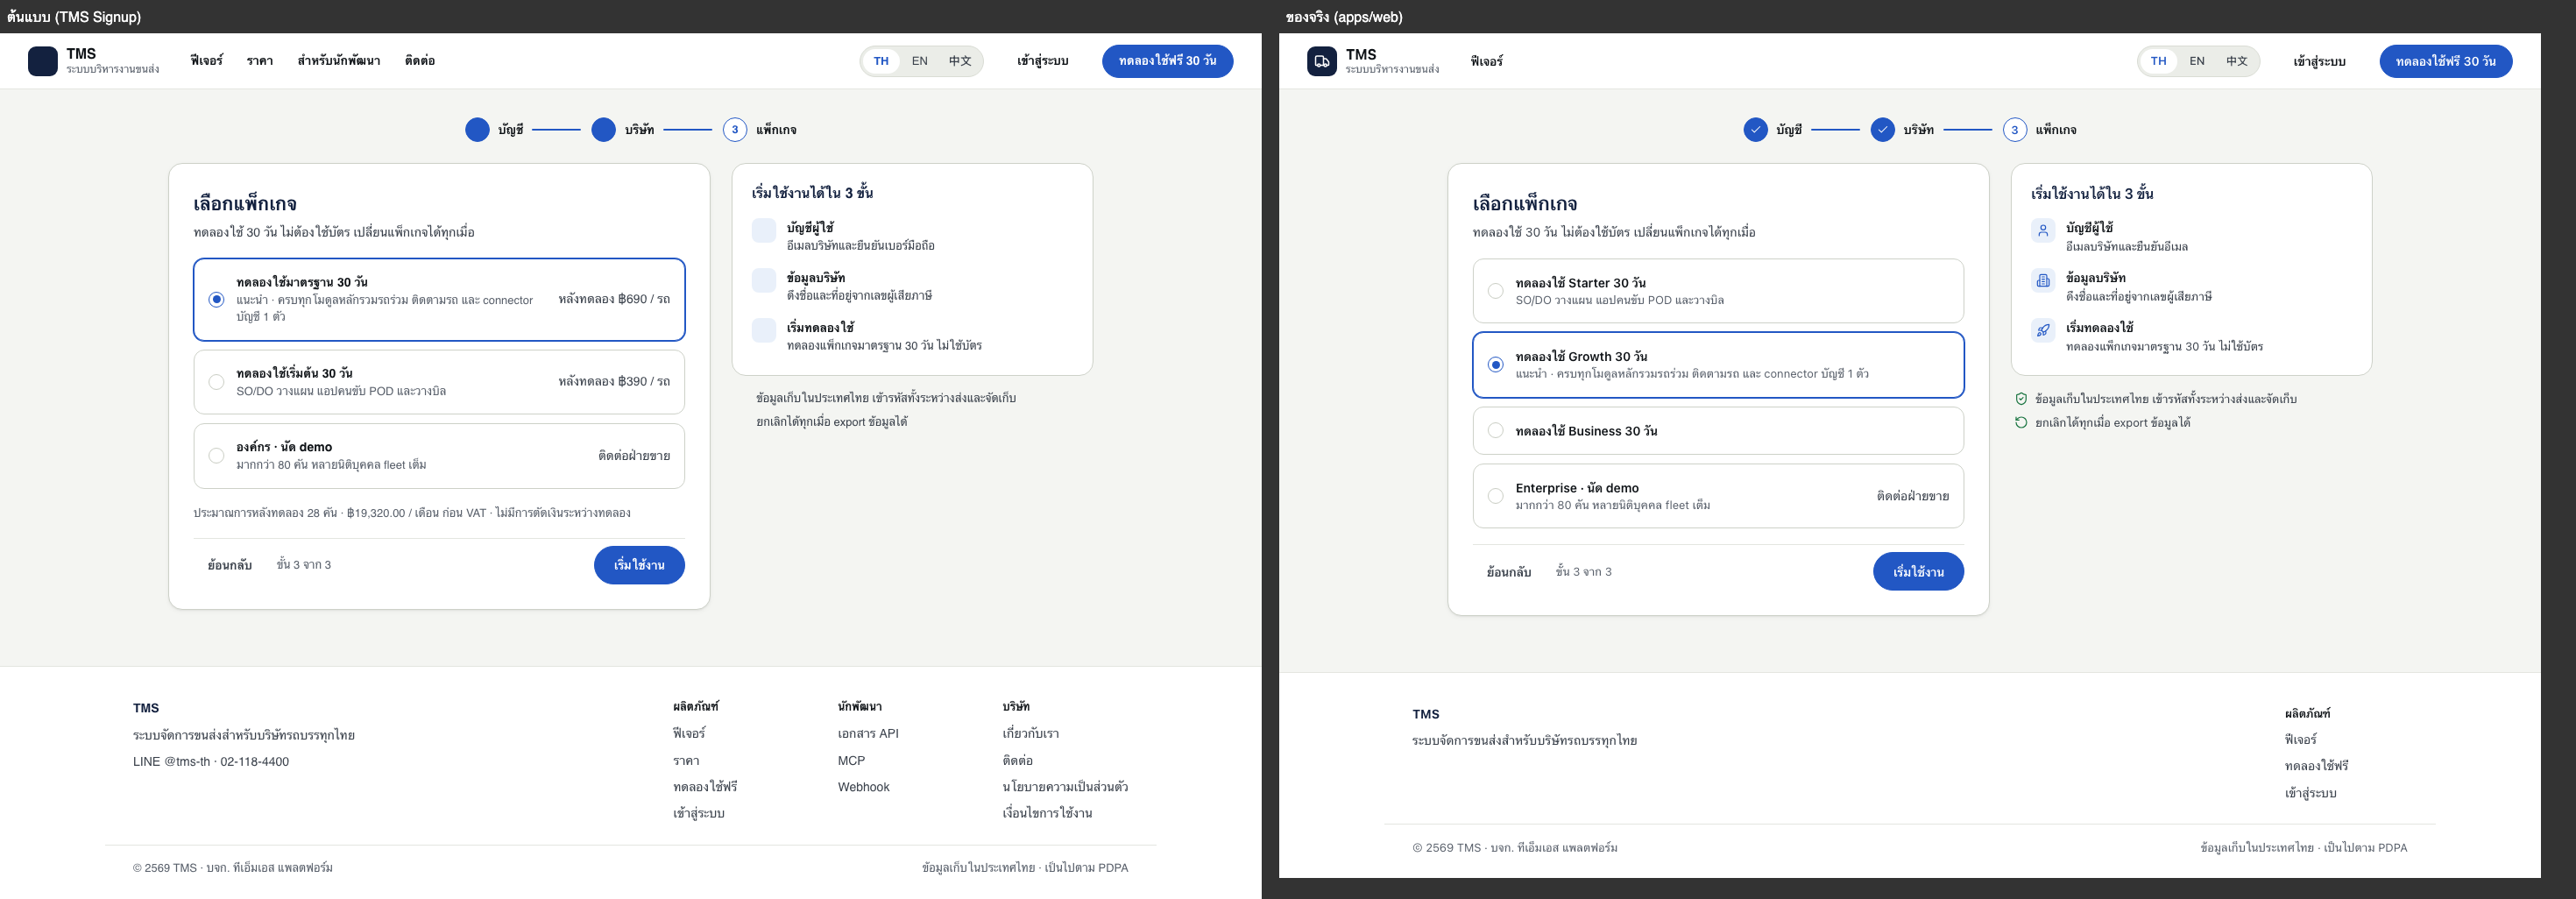 ต้นแบบ (TMS Signup)
TMS
ระบบบริหารงานขนส่ง
ฟีเจอร์
ราคา
สำหรับนักพัฒนา
ติดต่อ
TH
EN
中文
เข้าสู่ระบบ
ทดลองใช้ฟรี 30 วัน
บัญชี
บริษัท
3
แพ็กเกจ
เลือกแพ็กเกจ
ทดลองใช้ 30 วัน ไม่ต้องใช้บัตร เปลี่ยนแพ็กเกจได้ทุกเมื่อ
ทดลองใช้มาตรฐาน 30 วัน
แนะนำ · ครบทุกโมดูลหลักรวมรถร่วม ติดตามรถ และ connector
บัญชี 1 ตัว
หลังทดลอง ฿690 / รถ
ทดลองใช้เริ่มต้น 30 วัน
SO/DO วางแผน แอปคนขับ POD และวางบิล
หลังทดลอง ฿390 / รถ
องค์กร · นัด demo
มากกว่า 80 คัน หลายนิติบุคคล fleet เต็ม
ติดต่อฝ่ายขาย
ประมาณการหลังทดลอง 28 คัน · ฿19,320.00 / เดือน ก่อน VAT · ไม่มีการตัดเงินระหว่างทดลอง
ย้อนกลับ
ขั้น 3 จาก 3
เริ่มใช้งาน
เริ่มใช้งานได้ใน 3 ขั้น
บัญชีผู้ใช้
อีเมลบริษัทและยืนยันเบอร์มือถือ
ข้อมูลบริษัท
ดึงชื่อและที่อยู่จากเลขผู้เสียภาษี
เริ่มทดลองใช้
ทดลองแพ็กเกจมาตรฐาน 30 วัน ไม่ใช้บัตร
ข้อมูลเก็บในประเทศไทย เข้ารหัสทั้งระหว่างส่งและจัดเก็บ
ยกเลิกได้ทุกเมื่อ export ข้อมูลได้
TMS
ระบบจัดการขนส่งสำหรับบริษัทรถบรรทุกไทย
LINE @tms-th · 02-118-4400
ผลิตภัณฑ์
ฟีเจอร์
ราคา
ทดลองใช้ฟรี
เข้าสู่ระบบ
นักพัฒนา
เอกสาร API
MCP
Webhook
บริษัท
เกี่ยวกับเรา
ติดต่อ
นโยบายความเป็นส่วนตัว
เงื่อนไขการใช้งาน
© 2569 TMS · บจก. ทีเอ็มเอส แพลตฟอร์ม
ข้อมูลเก็บในประเทศไทย · เป็นไปตาม PDPA
ของจริง (apps/web)
TMS
ระบบบริหารงานขนส่ง
ฟีเจอร์
TH
EN
中文
เข้าสู่ระบบ
ทดลองใช้ฟรี 30 วัน
บัญชี
บริษัท
3
แพ็กเกจ
เลือกแพ็กเกจ
ทดลองใช้ 30 วัน ไม่ต้องใช้บัตร เปลี่ยนแพ็กเกจได้ทุกเมื่อ
ทดลองใช้ Starter 30 วัน
SO/DO วางแผน แอปคนขับ POD และวางบิล
ทดลองใช้ Growth 30 วัน
แนะนำ · ครบทุกโมดูลหลักรวมรถร่วม ติดตามรถ และ connector บัญชี 1 ตัว
ทดลองใช้ Business 30 วัน
Enterprise · นัด demo
มากกว่า 80 คัน หลายนิติบุคคล fleet เต็ม
ติดต่อฝ่ายขาย
ย้อนกลับ
ขั้น 3 จาก 3
เริ่มใช้งาน
เริ่มใช้งานได้ใน 3 ขั้น
บัญชีผู้ใช้
อีเมลบริษัทและยืนยันอีเมล
ข้อมูลบริษัท
ดึงชื่อและที่อยู่จากเลขผู้เสียภาษี
เริ่มทดลองใช้
ทดลองแพ็กเกจมาตรฐาน 30 วัน ไม่ใช้บัตร
ข้อมูลเก็บในประเทศไทย เข้ารหัสทั้งระหว่างส่งและจัดเก็บ
ยกเลิกได้ทุกเมื่อ export ข้อมูลได้
TMS
ระบบจัดการขนส่งสำหรับบริษัทรถบรรทุกไทย
ผลิตภัณฑ์
ฟีเจอร์
ทดลองใช้ฟรี
เข้าสู่ระบบ
© 2569 TMS · บจก. ทีเอ็มเอส แพลตฟอร์ม
ข้อมูลเก็บในประเทศไทย · เป็นไปตาม PDPA